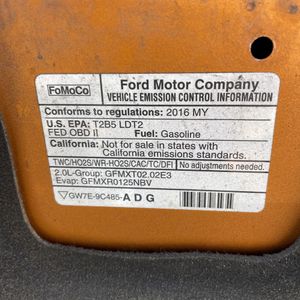 FoMoCo
Ford Motor Company
VEHICLE EMISSION CONTROL INFORMATION
Conforms to regulations: 2016 MY
U.S. EPA: T2B5 LDT2
FED OBD II Fuel: Gasoline
California: Not for sale in states with
California emissions standards.
TWC/HO2S/WR-HO2S/CAC/TC/DFI No adjustments needed.
2.0L-Group: GFMXT02.02E3
Evap: GFMXR0125NBV
GW7E-9C485-ADG